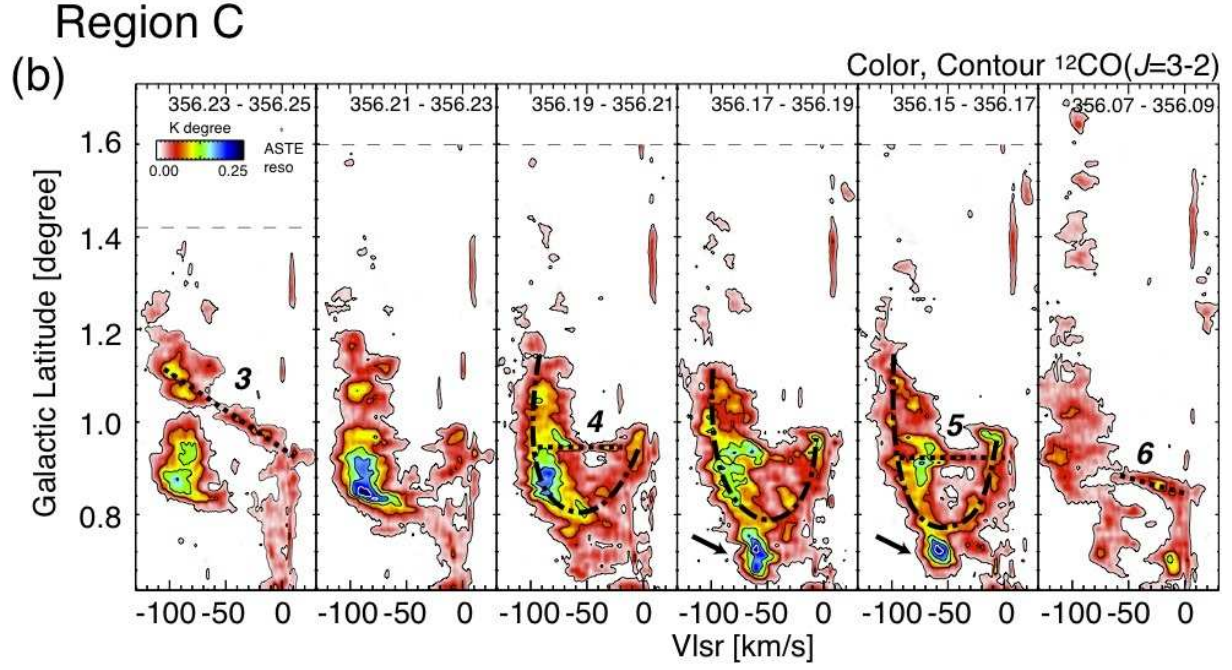 Region C
(b)
Color, Contour ¹²CO(J=3-2)
356.23 - 356.25
356.21 - 356.23
356.19 - 356.21
356.17 - 356.19
356.15 - 356.17
356.07 - 356.09
K degree
0.00 0.25
ASTE
reso
Galactic Latitude [degree]
1.6
1.4
1.2
1.0
0.8
3
4
5
6
-100 -50 0 -100 -50 0 -100 -50 0 -100 -50 0 -100 -50 0 -100 -50 0
Vlsr [km/s]